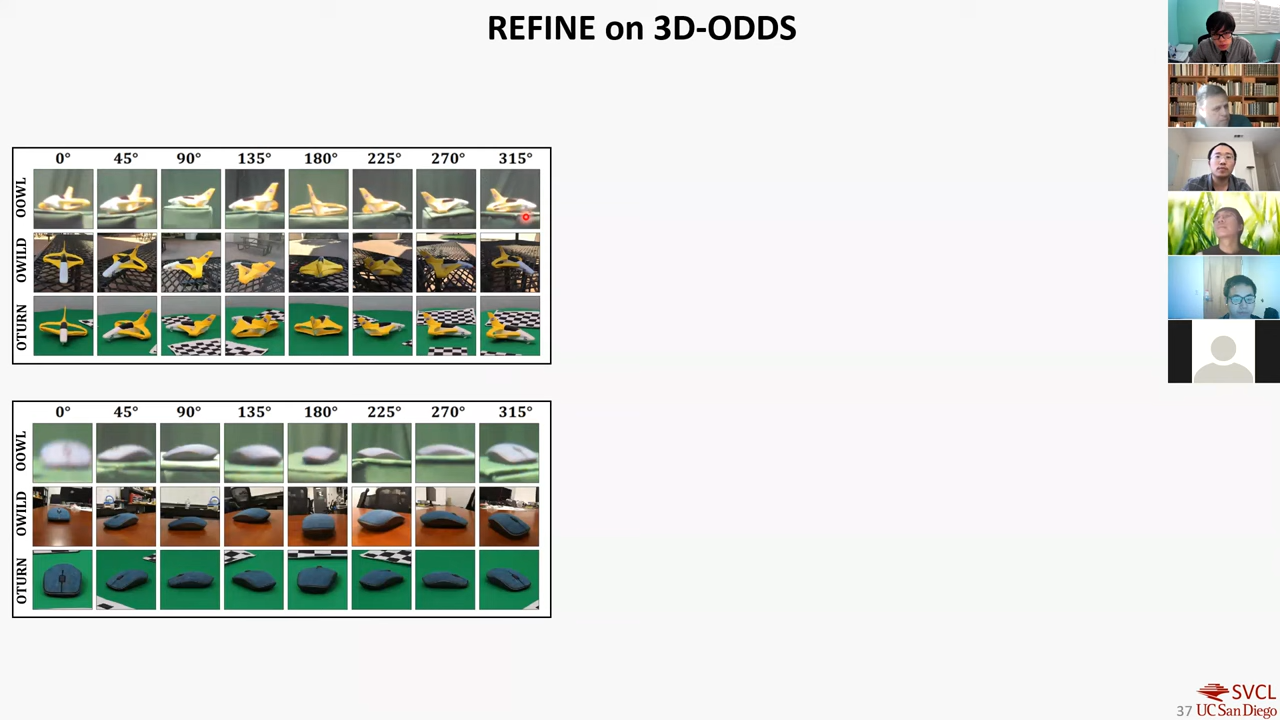 REFINE on 3D-ODDS
0° 45° 90° 135° 180° 225° 270° 315°
OOWL
OWILD
OTURN
0° 45° 90° 135° 180° 225° 270° 315°
OOWL
OWILD
OTURN
SVCL
37 UC San Diego